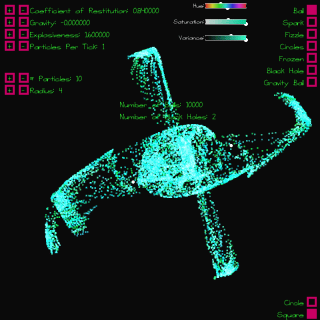 Coefficient of Restitution: 0.840000
Gravity: -0.000000
Explosiveness: 1.600000
Particles Per Tick: 1
# Particles: 10
Radius: 4
Hue:
Saturation:
Variance:
Ball
Spark
Fizzle
Circles
Frozen
Black Hole
Gravity Ball
Number of 10000
Number of Holes: 2
Circle
Square